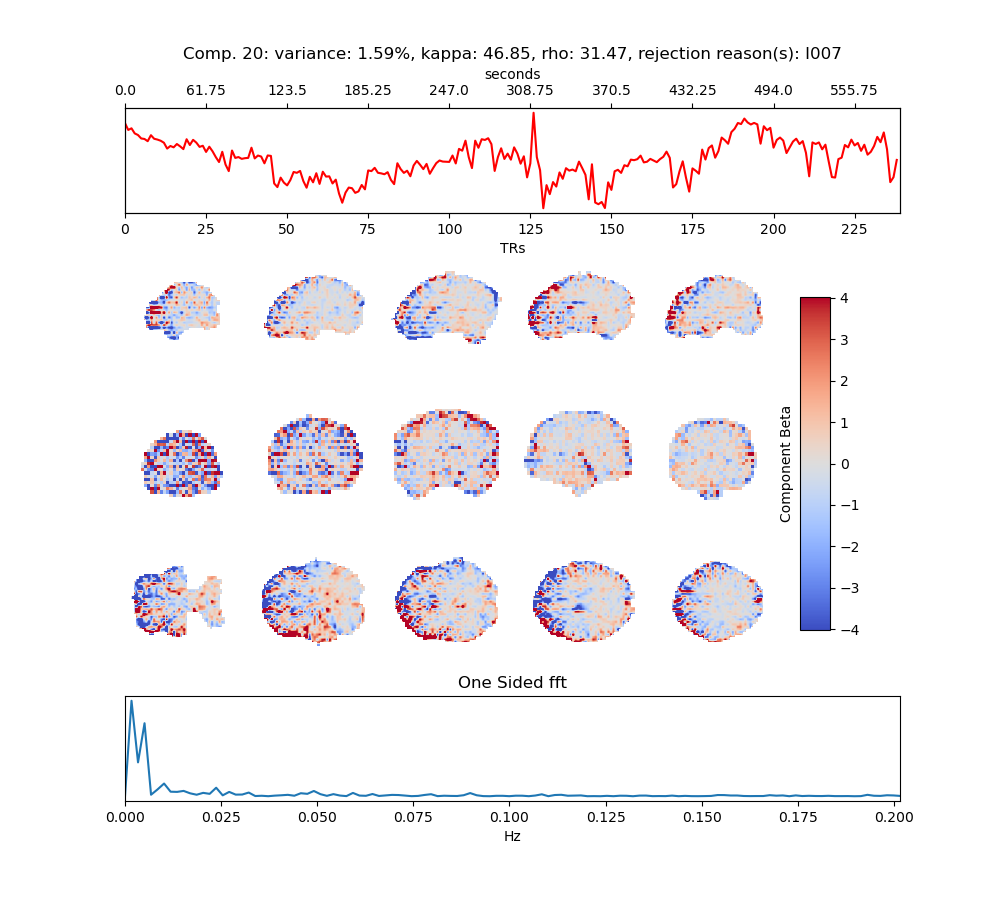 Comp. 20: variance: 1.59%, kappa: 46.85, rho: 31.47, rejection reason(s): I007
seconds
0.0 61.75 123.5 185.25 247.0 308.75 370.5 432.25 494.0 555.75
0 25 50 75 100 125 150 175 200 225
TRs
4
3
2
1
0
−1
−2
−3
−4
Component Beta
One Sided fft
0.000 0.025 0.050 0.075 0.100 0.125 0.150 0.175 0.200
Hz